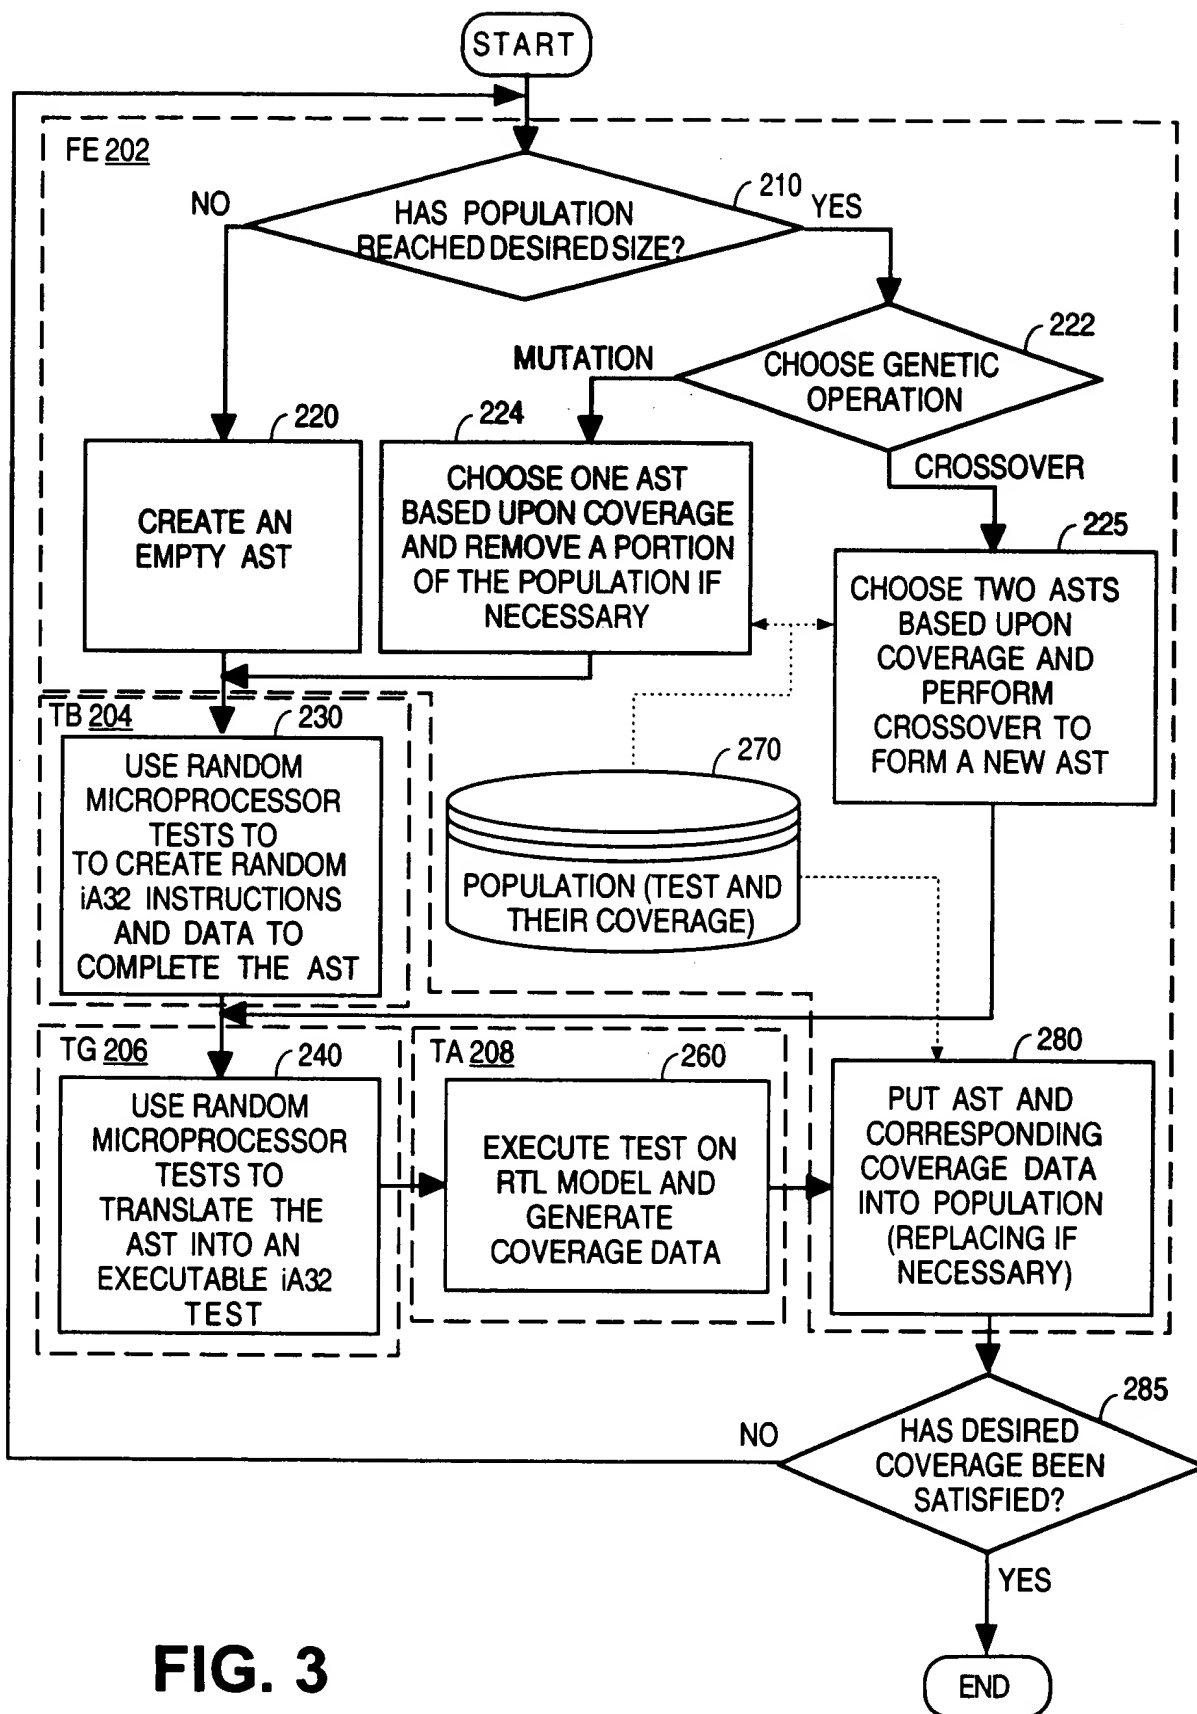 START
FE 202
NO
210
YES
HAS POPULATION
REACHED DESIRED SIZE?
222
MUTATION
CHOOSE GENETIC
OPERATION
220
224
CROSSOVER
CREATE AN
EMPTY AST
CHOOSE ONE AST
BASED UPON COVERAGE
AND REMOVE A PORTION
OF THE POPULATION IF
NECESSARY
225
CHOOSE TWO ASTS
BASED UPON
COVERAGE AND
PERFORM
CROSSOVER TO
FORM A NEW AST
TB 204
230
USE RANDOM
MICROPROCESSOR
TESTS TO
TO CREATE RANDOM
iA32 INSTRUCTIONS
AND DATA TO
COMPLETE THE AST
270
POPULATION (TEST AND
THEIR COVERAGE)
TG 206
240
USE RANDOM
MICROPROCESSOR
TESTS TO
TRANSLATE THE
AST INTO AN
EXECUTABLE iA32
TEST
TA 208
260
EXECUTE TEST ON
RTL MODEL AND
GENERATE
COVERAGE DATA
280
PUT AST AND
CORRESPONDING
COVERAGE DATA
INTO POPULATION
(REPLACING IF
NECESSARY)
285
NO
HAS DESIRED
COVERAGE BEEN
SATISFIED?
YES
END
FIG. 3